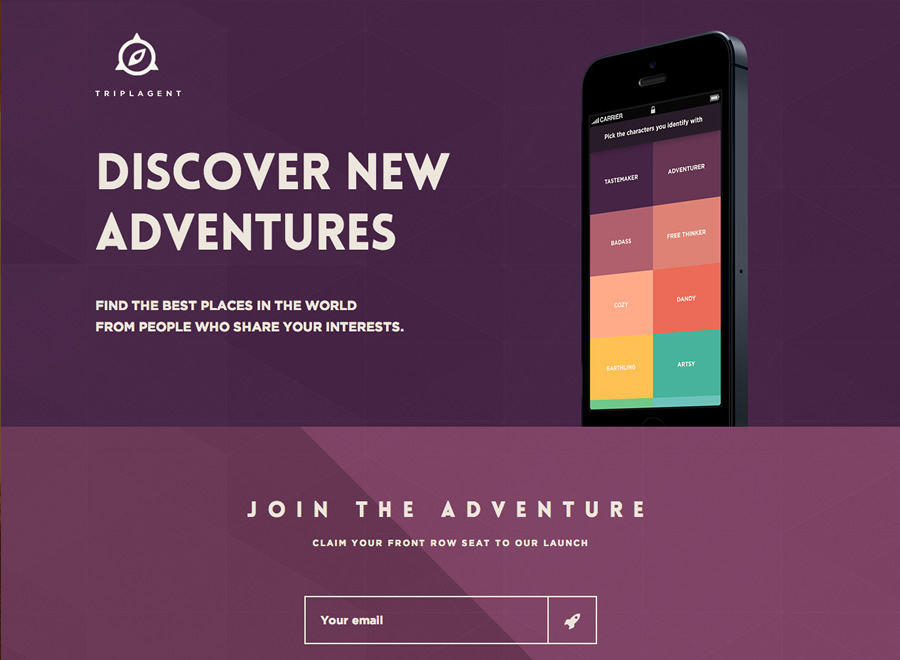 TRIPLAGENT
DISCOVER NEW
ADVENTURES
FIND THE BEST PLACES IN THE WORLD
FROM PEOPLE WHO SHARE YOUR INTERESTS.
CARRIER
Pick the characters you identify with
TASTEMAKER
ADVENTURER
BADASS
FREE THINKER
COZY
DANDY
EARTHLING
ARTSY
JOIN THE ADVENTURE
CLAIM YOUR FRONT ROW SEAT TO OUR LAUNCH
Your email